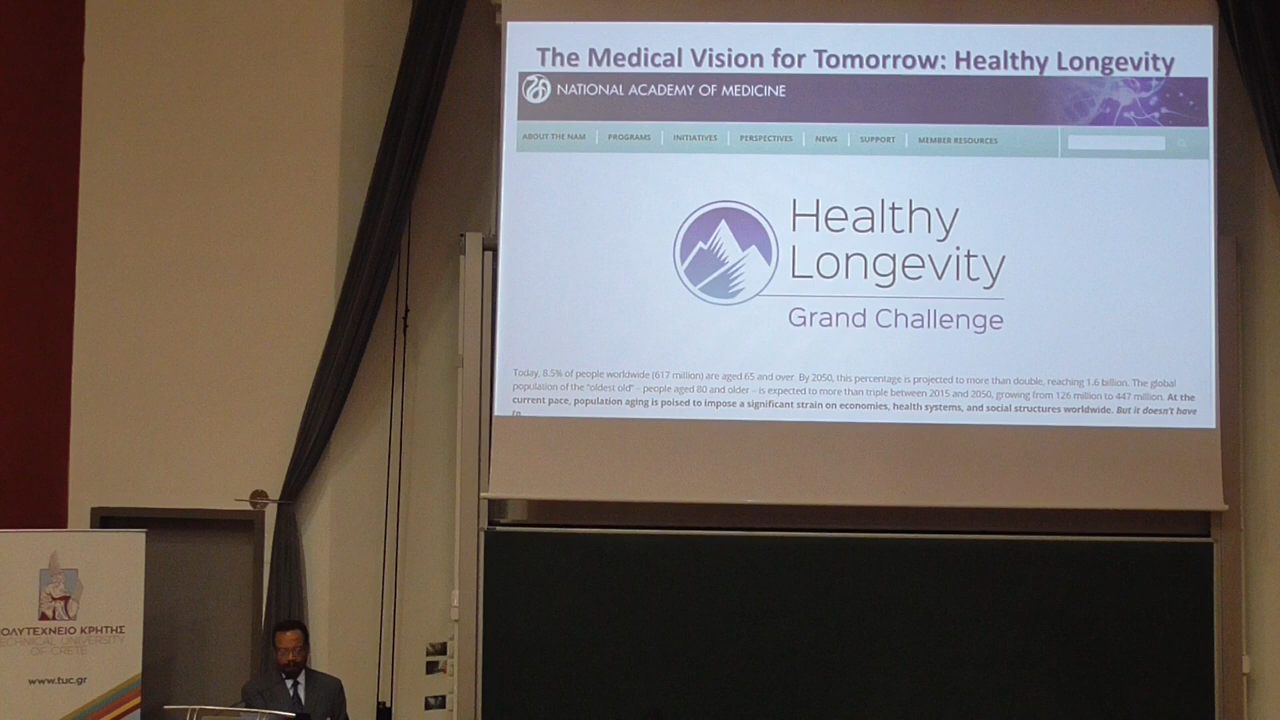 The Medical Vision for Tomorrow: Healthy Longevity
NATIONAL ACADEMY OF MEDICINE
ABOUT THE NAM PROGRAMS INITIATIVES PERSPECTIVES NEWS SUPPORT MEMBER RESOURCES
Healthy
Longevity
Grand Challenge
Today, 8.5% of people worldwide (617 million) are aged 65 and over. By 2050, this percentage is projected to more than double, reaching 1.6 billion. The global
population of the "oldest old" – people aged 80 and older – is expected to more than triple between 2015 and 2050, growing from 126 million to 447 million. At the
current pace, population aging is poised to impose a significant strain on economies, health systems, and social structures worldwide. But it doesn't have
ΟΛΥΤΕΧΝΕΙΟ ΚΡΗΤΗΣ
TECHNICAL UNIVERSITY
OF CRETE
www.tuc.gr